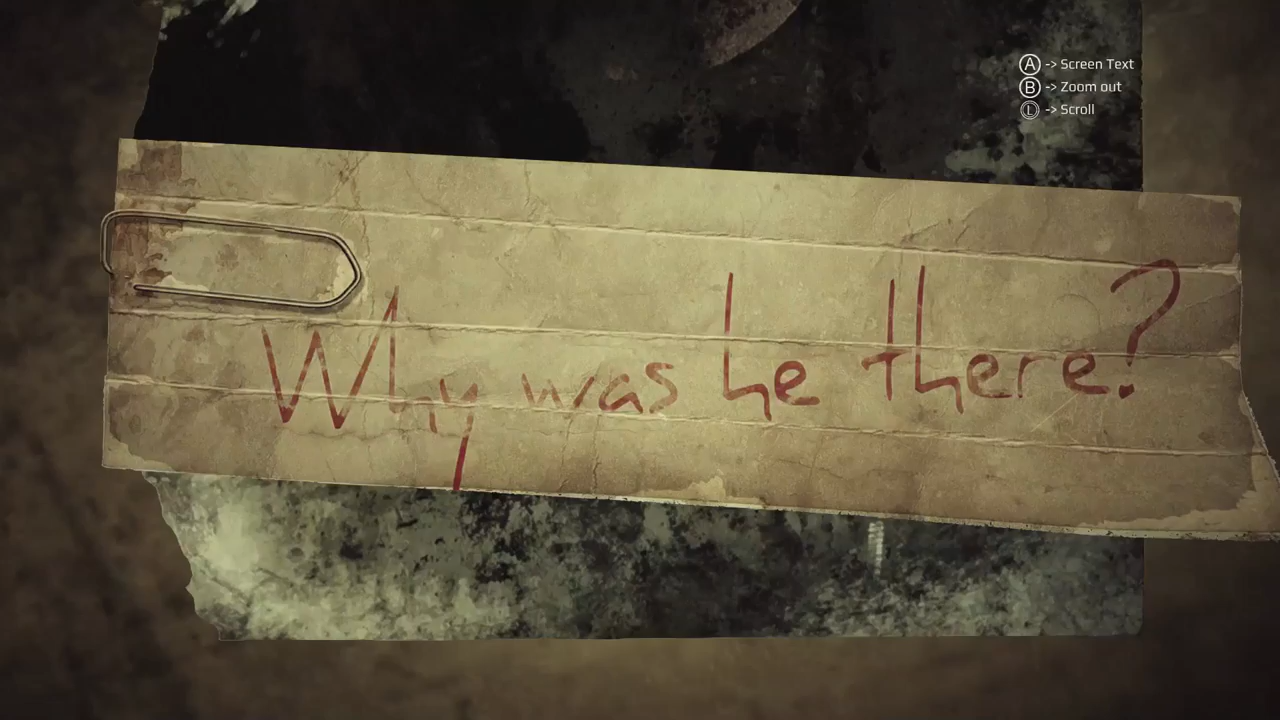 A -> Screen Text
B -> Zoom out
L -> Scroll
Why was he there?